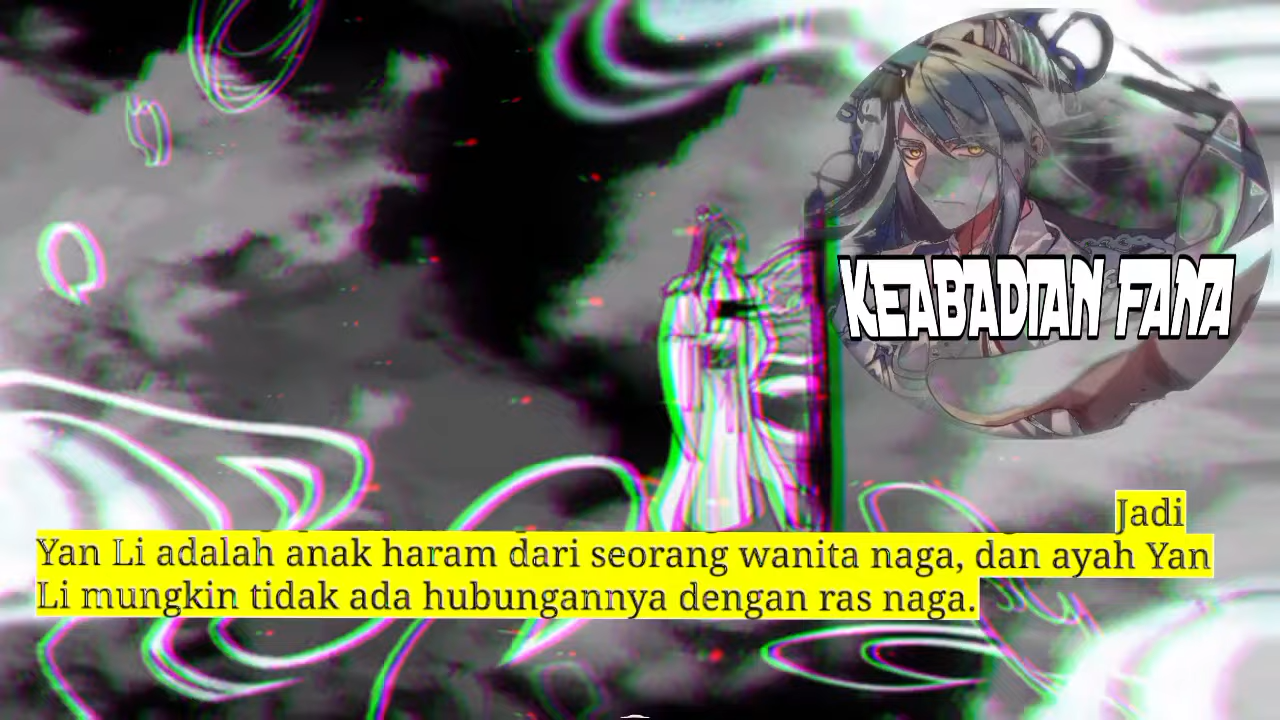 KEABADIAN FANA
Jadi
Yan Li adalah anak haram dari seorang wanita naga, dan ayah Yan
Li mungkin tidak ada hubungannya dengan ras naga.